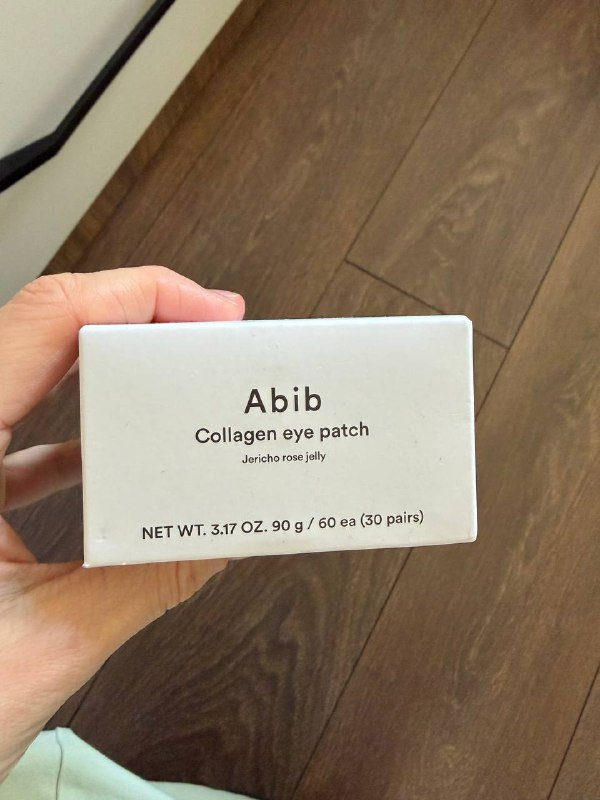 Abib
Collagen eye patch
Jericho rose jelly
NET WT. 3.17 OZ. 90 g / 60 ea (30 pairs)